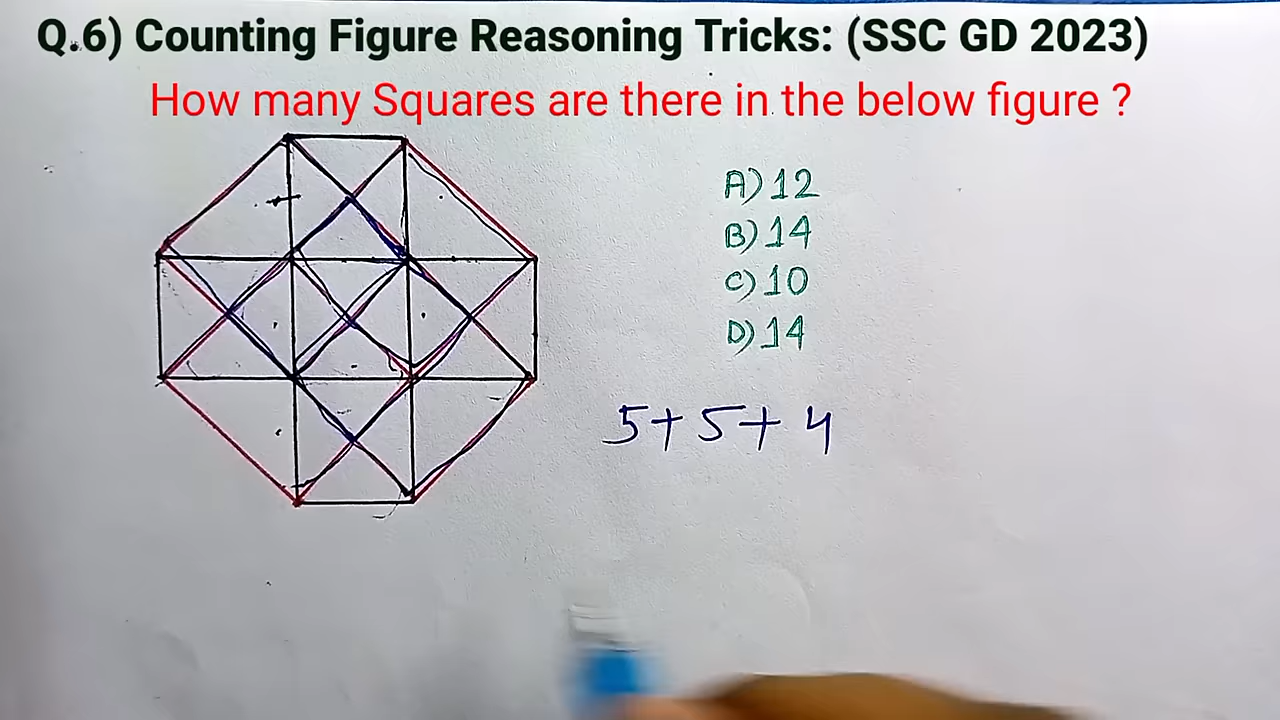 Q.6) Counting Figure Reasoning Tricks: (SSC GD 2023)
How many Squares are there in the below figure ?
A) 12
B) 14
C) 10
D) 14
5+5+4